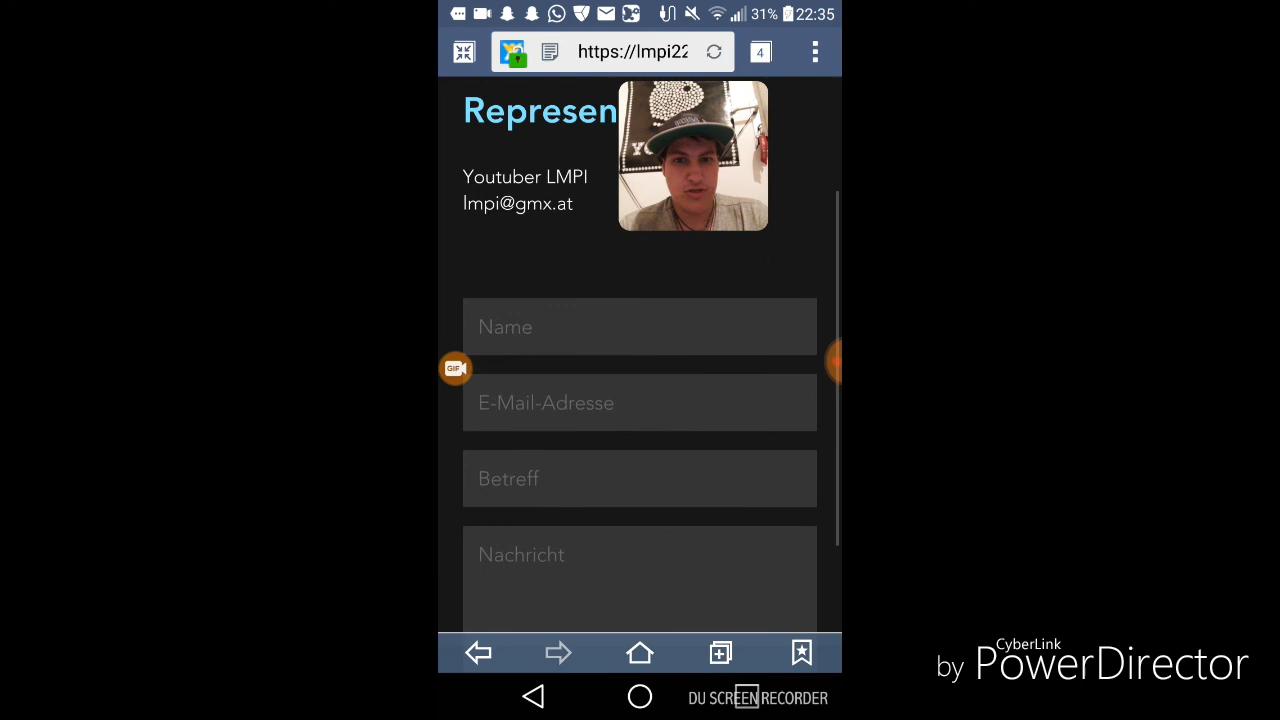 31% 22:35
https://lmpi22 4
Represen
Youtuber LMPI
lmpi@gmx.at
Name
GIF
E-Mail-Adresse
Betreff
Nachricht
CyberLink
by PowerDirector
DU SCREEN RECORDER